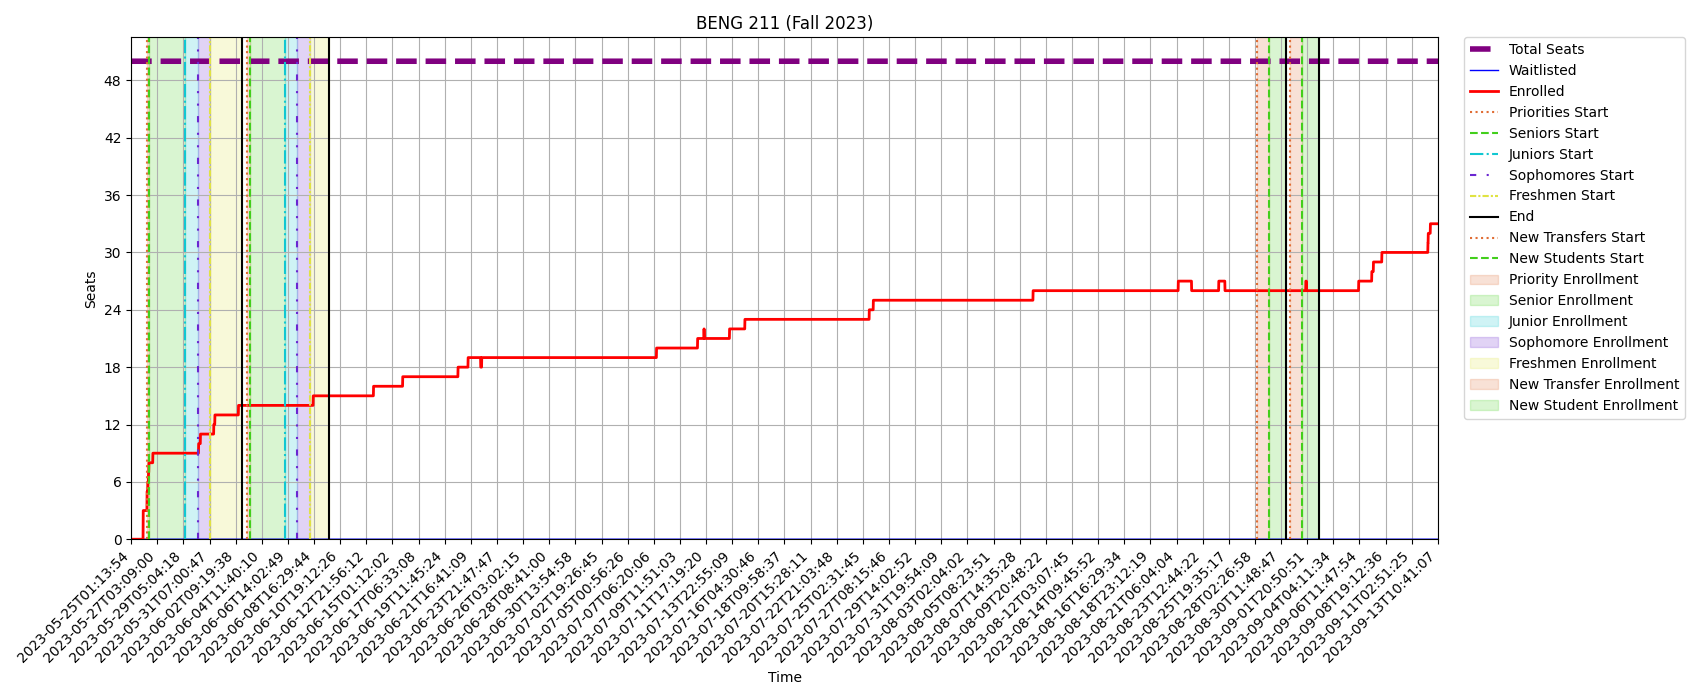 BENG 211 (Fall 2023)
Seats
48
42
36
30
24
18
12
6
0
2023-05-25T01:13:54
2023-05-27T03:09:00
2023-05-29T05:04:18
2023-05-31T07:00:47
2023-06-02T09:19:38
2023-06-04T11:40:10
2023-06-06T14:02:49
2023-06-08T16:29:44
2023-06-10T19:12:26
2023-06-12T21:56:12
2023-06-15T01:12:02
2023-06-17T06:33:08
2023-06-19T11:45:24
2023-06-21T16:41:09
2023-06-23T21:47:47
2023-06-26T03:02:15
2023-06-28T08:41:00
2023-06-30T13:54:58
2023-07-02T19:26:45
2023-07-05T00:56:26
2023-07-07T06:20:06
2023-07-09T11:51:03
2023-07-11T17:19:20
2023-07-13T22:55:09
2023-07-16T04:30:46
2023-07-18T09:58:37
2023-07-20T15:28:11
2023-07-22T21:03:48
2023-07-25T02:31:45
2023-07-27T08:15:46
2023-07-29T14:02:52
2023-07-31T19:54:09
2023-08-03T02:04:02
2023-08-05T08:23:51
2023-08-07T14:35:28
2023-08-09T20:48:22
2023-08-12T03:07:45
2023-08-14T09:45:52
2023-08-16T16:29:34
2023-08-18T23:12:19
2023-08-21T06:04:04
2023-08-23T12:44:22
2023-08-25T19:35:17
2023-08-28T02:26:58
2023-08-30T11:48:47
2023-09-01T20:50:51
2023-09-04T04:11:34
2023-09-06T11:47:54
2023-09-08T19:12:36
2023-09-11T02:51:25
2023-09-13T10:41:07
Time
Total Seats
Waitlisted
Enrolled
Priorities Start
Seniors Start
Juniors Start
Sophomores Start
Freshmen Start
End
New Transfers Start
New Students Start
Priority Enrollment
Senior Enrollment
Junior Enrollment
Sophomore Enrollment
Freshmen Enrollment
New Transfer Enrollment
New Student Enrollment